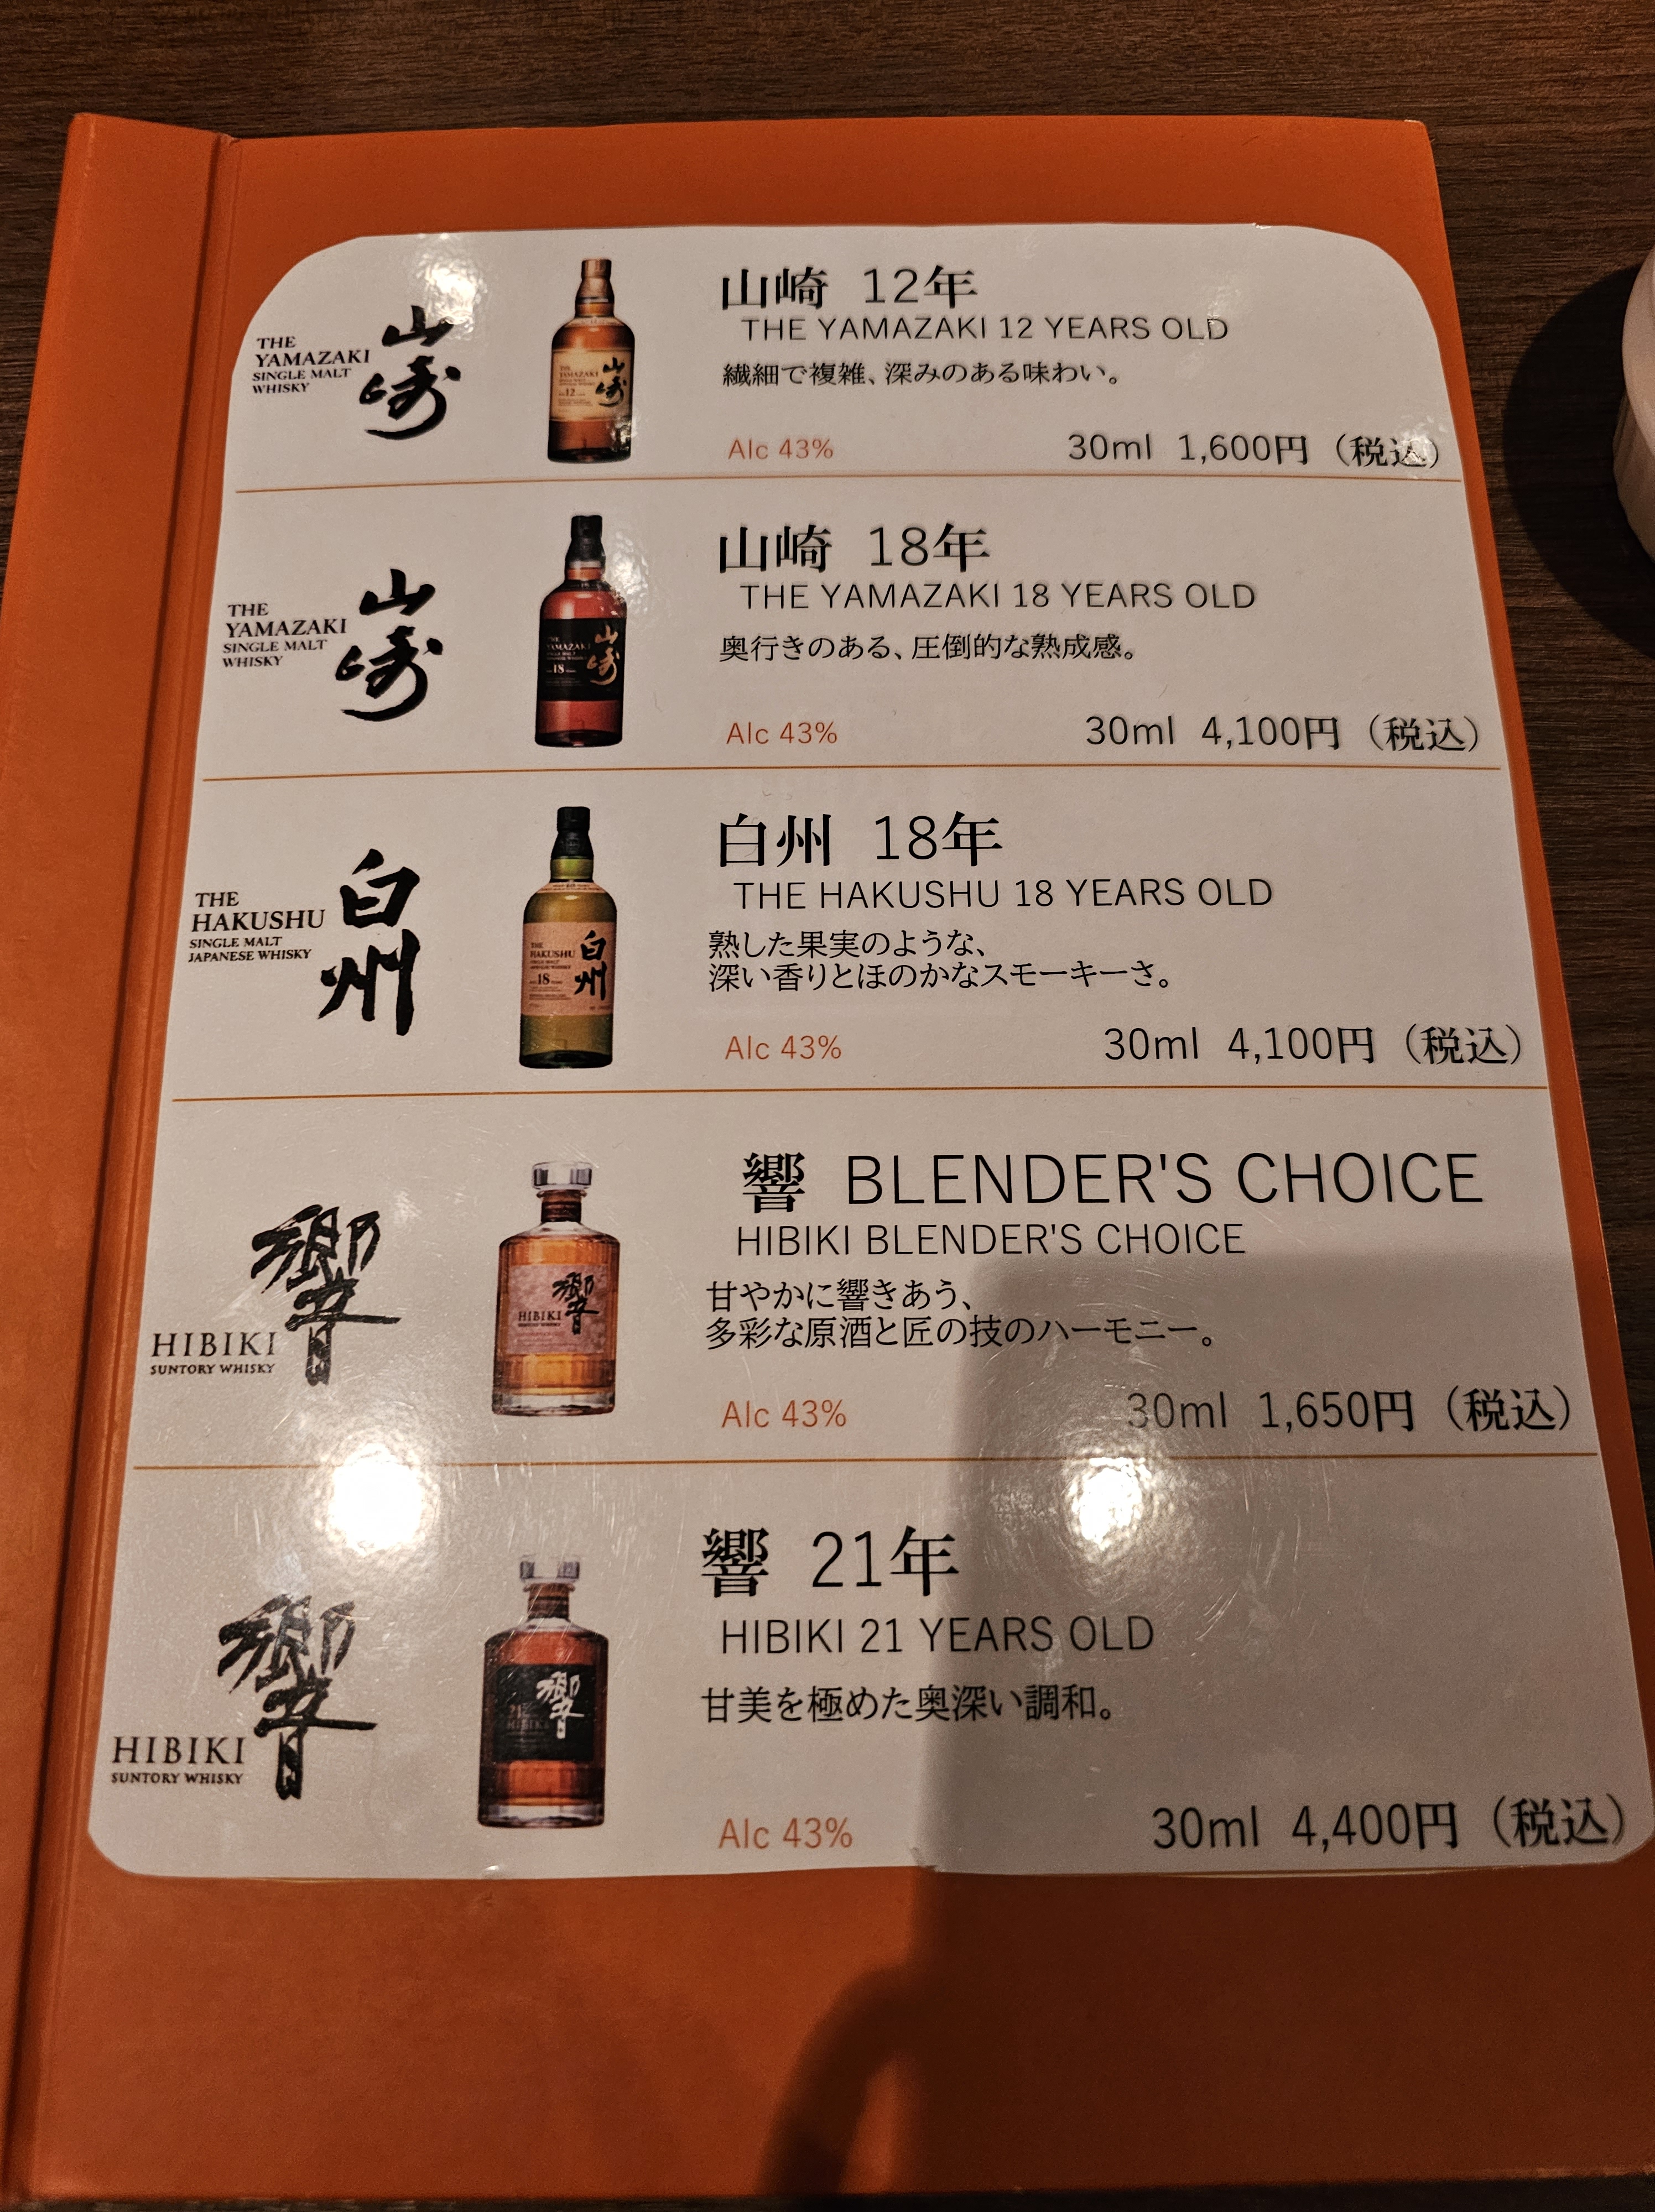 THE
YAMAZAKI
SINGLE MALT
WHISKY
山崎
山崎 12年
THE YAMAZAKI 12 YEARS OLD
繊細で複雑、深みのある味わい。
Alc 43%
30ml 1,600円（税込）
THE
YAMAZAKI
SINGLE MALT
WHISKY
山崎
山崎 18年
THE YAMAZAKI 18 YEARS OLD
奥行きのある、圧倒的な熟成感。
Alc 43%
30ml 4,100円（税込）
THE
HAKUSHU
SINGLE MALT
JAPANESE WHISKY
白州
THE
HAKUSHU
18
白州
白州 18年
THE HAKUSHU 18 YEARS OLD
熟した果実のような、
深い香りとほのかなスモーキーさ。
Alc 43%
30ml 4,100円（税込）
HIBIKI
SUNTORY WHISKY
響
HIBIKI
響
響 BLENDER'S CHOICE
HIBIKI BLENDER'S CHOICE
甘やかに響きあう、
多彩な原酒と匠の技のハーモニー。
Alc 43%
30ml 1,650円（税込）
HIBIKI
SUNTORY WHISKY
響
響
響 21年
HIBIKI 21 YEARS OLD
甘美を極めた奥深い調和。
Alc 43%
30ml 4,400円（税込）